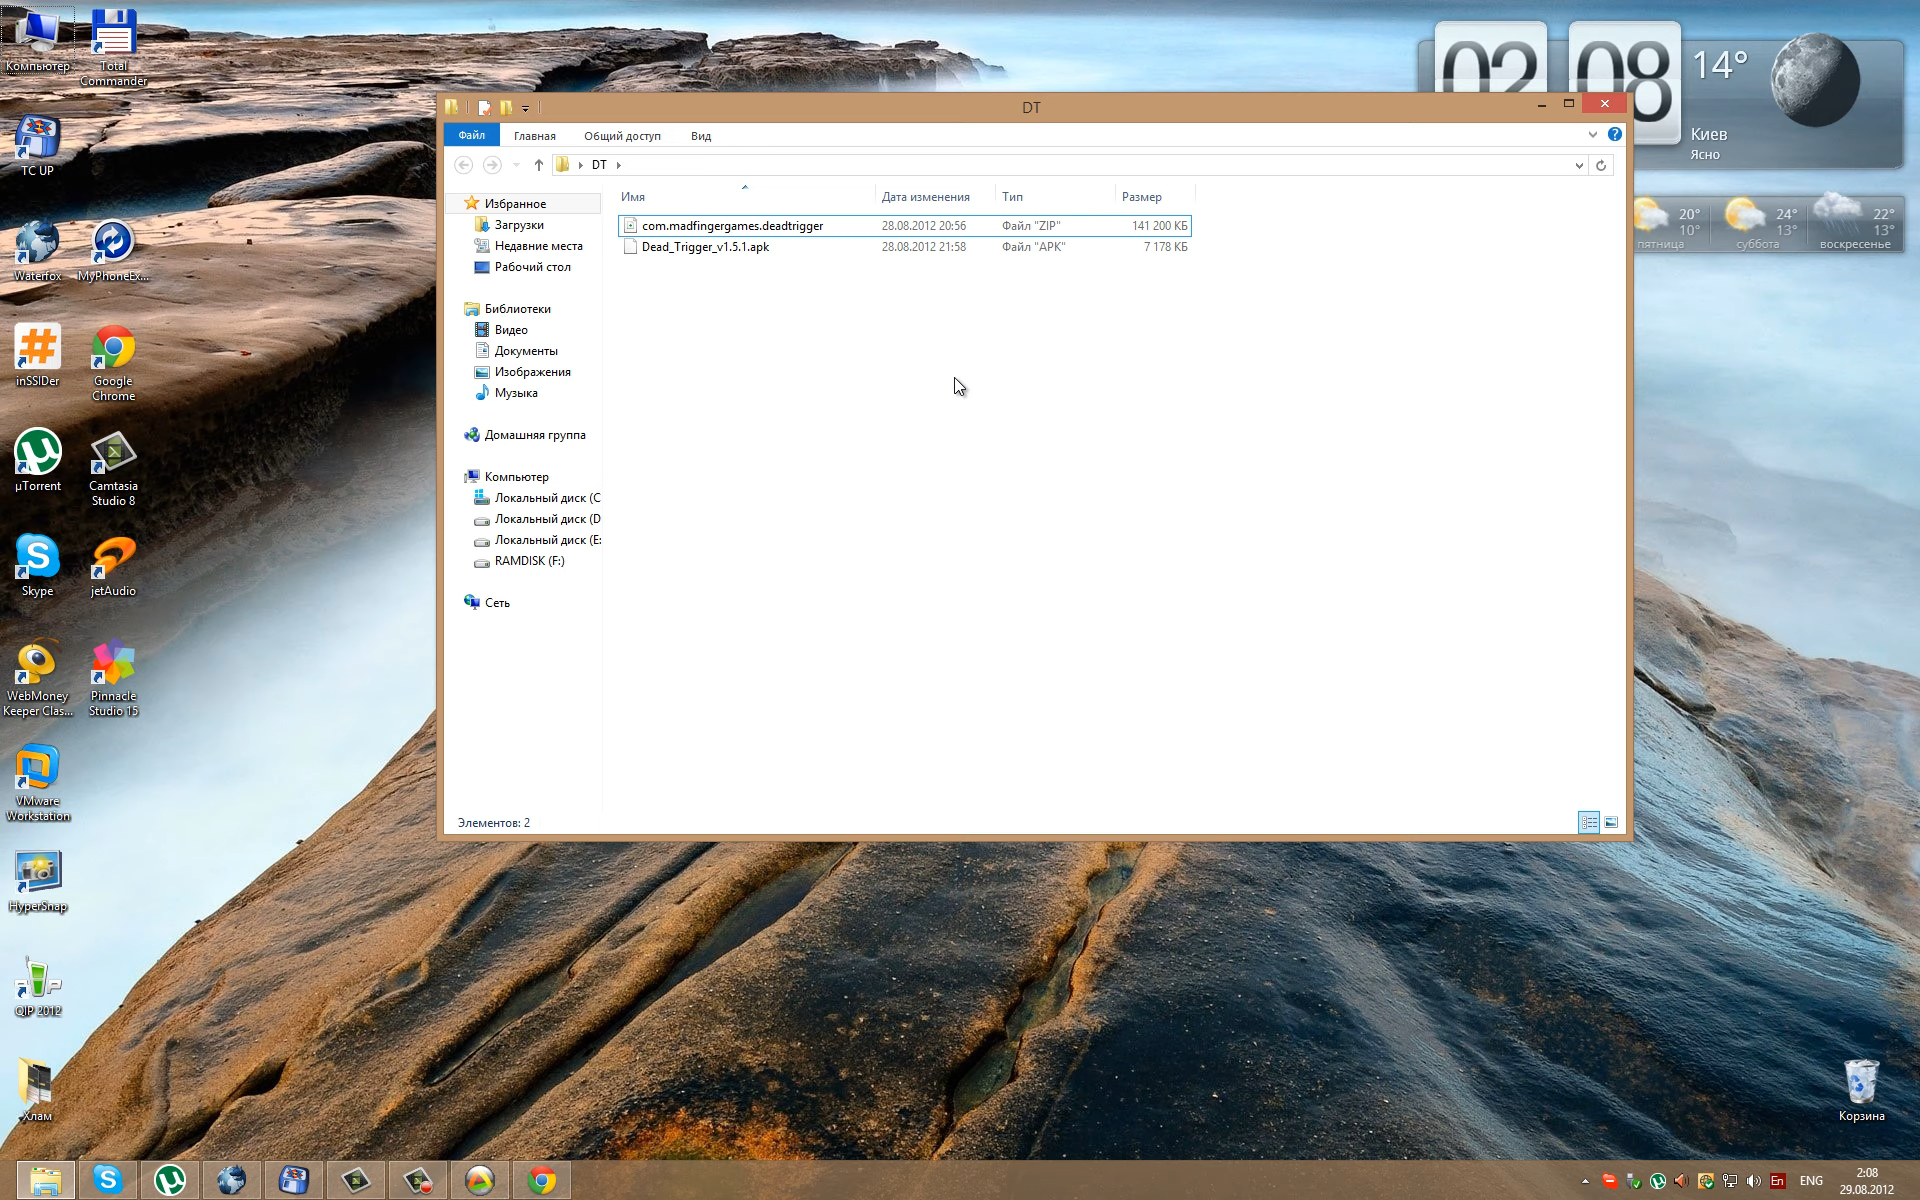 Компьютер
Total Commander
TC UP
Waterfox
MyPhoneEx...
inSSIDer
Google Chrome
µTorrent
Camtasia Studio 8
Skype
jetAudio
WebMoney Keeper Clas...
Pinnacle Studio 15
VMware Workstation
HyperSnap
QIP 2012
Хлам
DT
Файл
Главная
Общий доступ
Вид
DT
Избранное
Загрузки
Недавние места
Рабочий стол
Библиотеки
Видео
Документы
Изображения
Музыка
Домашняя группа
Компьютер
Локальный диск (C
Локальный диск (D
Локальный диск (E:
RAMDISK (F:)
Сеть
Имя Дата изменения Тип Размер
com.madfingergames.deadtrigger 28.08.2012 20:56 Файл "ZIP" 141 200 КБ
Dead_Trigger_v1.5.1.apk 28.08.2012 21:58 Файл "APK" 7 178 КБ
Элементов: 2
02 08
14°
Киев
Ясно
20° 10° пятница
24° 13° суббота
22° 13° воскресенье
Корзина
En
ENG
2:08
29.08.2012